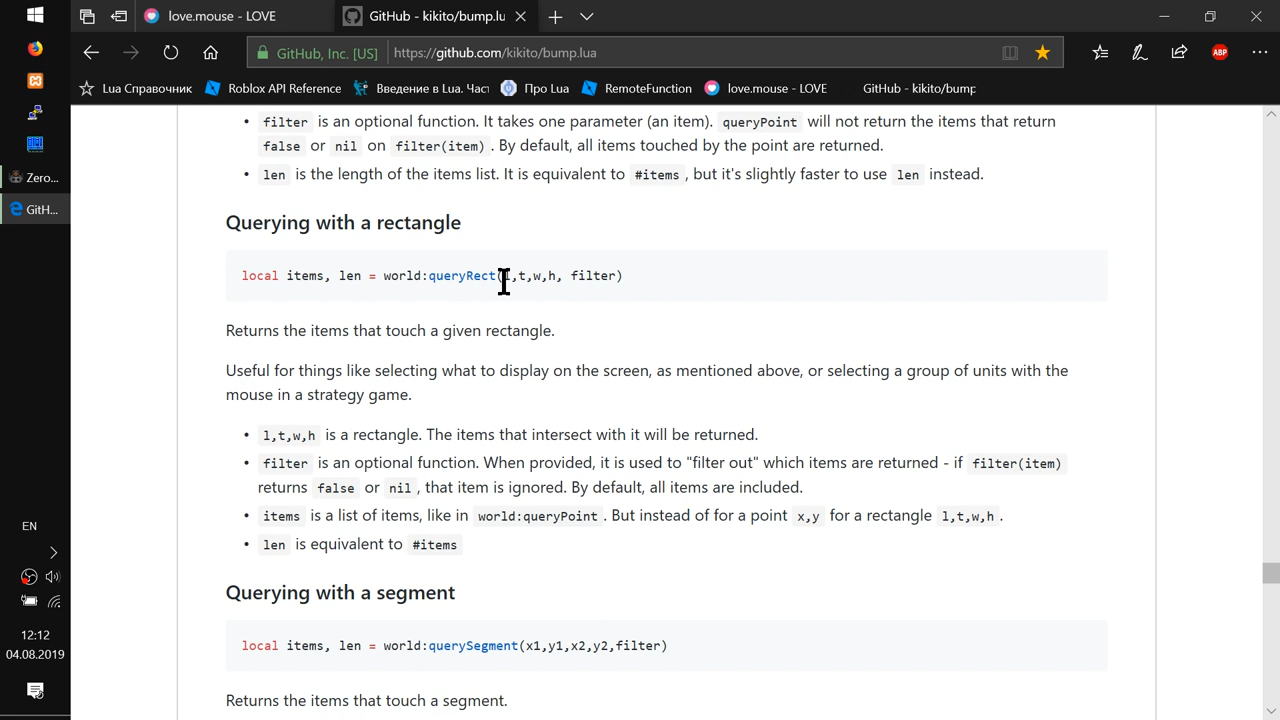 love.mouse - LOVE
GitHub - kikito/bump.lu
GitHub, Inc. [US]
https://github.com/kikito/bump.lua
ABP
Lua Справочник
Roblox API Reference
Введение в Lua. Част
Про Lua
RemoteFunction
love.mouse - LOVE
GitHub - kikito/bump
Zero...
GitH...
filter is an optional function. It takes one parameter (an item). queryPoint will not return the items that return
false or nil on filter(item) . By default, all items touched by the point are returned.
len is the length of the items list. It is equivalent to #items , but it's slightly faster to use len instead.
Querying with a rectangle
local items, len = world:queryRect(l,t,w,h, filter)
Returns the items that touch a given rectangle.
Useful for things like selecting what to display on the screen, as mentioned above, or selecting a group of units with the
mouse in a strategy game.
l,t,w,h is a rectangle. The items that intersect with it will be returned.
filter is an optional function. When provided, it is used to "filter out" which items are returned - if filter(item)
returns false or nil , that item is ignored. By default, all items are included.
items is a list of items, like in world:queryPoint . But instead of for a point x,y for a rectangle l,t,w,h .
len is equivalent to #items
Querying with a segment
local items, len = world:querySegment(x1,y1,x2,y2,filter)
Returns the items that touch a segment.
EN
12:12
04.08.2019